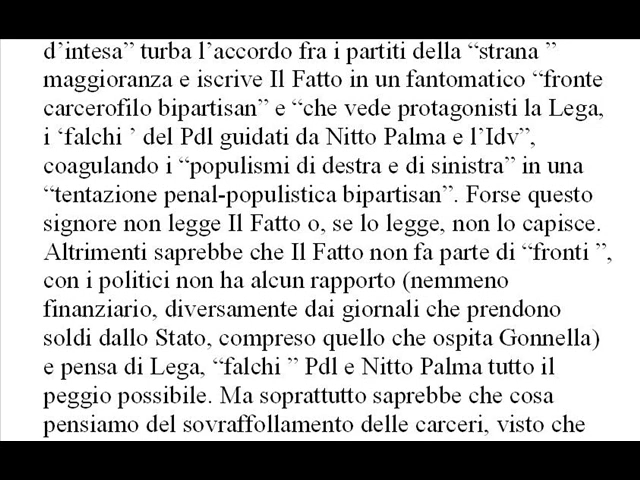 d’intesa” turba l’accordo fra i partiti della “strana ”
maggioranza e iscrive Il Fatto in un fantomatico “fronte
carcerofilo bipartisan” e “che vede protagonisti la Lega,
i ‘falchi ’ del Pdl guidati da Nitto Palma e l’Idv”,
coagulando i “populismi di destra e di sinistra” in una
“tentazione penal-populistica bipartisan”. Forse questo
signore non legge Il Fatto o, se lo legge, non lo capisce.
Altrimenti saprebbe che Il Fatto non fa parte di “fronti ”,
con i politici non ha alcun rapporto (nemmeno
finanziario, diversamente dai giornali che prendono
soldi dallo Stato, compreso quello che ospita Gonnella)
e pensa di Lega, “falchi ” Pdl e Nitto Palma tutto il
peggio possibile. Ma soprattutto saprebbe che cosa
pensiamo del sovraffollamento delle carceri, visto che